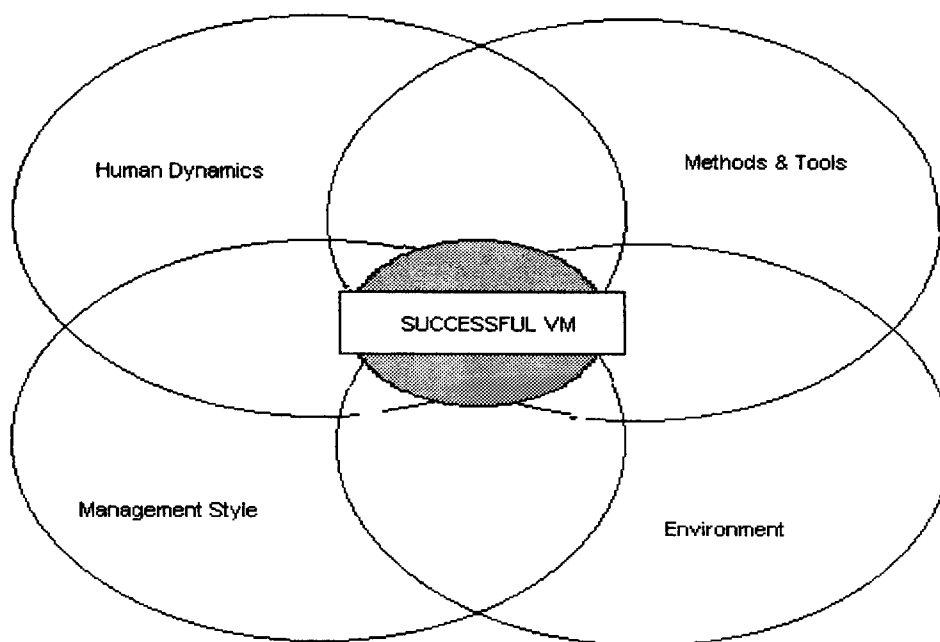 Human Dynamics
Methods & Tools
SUCCESSFUL VM
Management Style
Environment